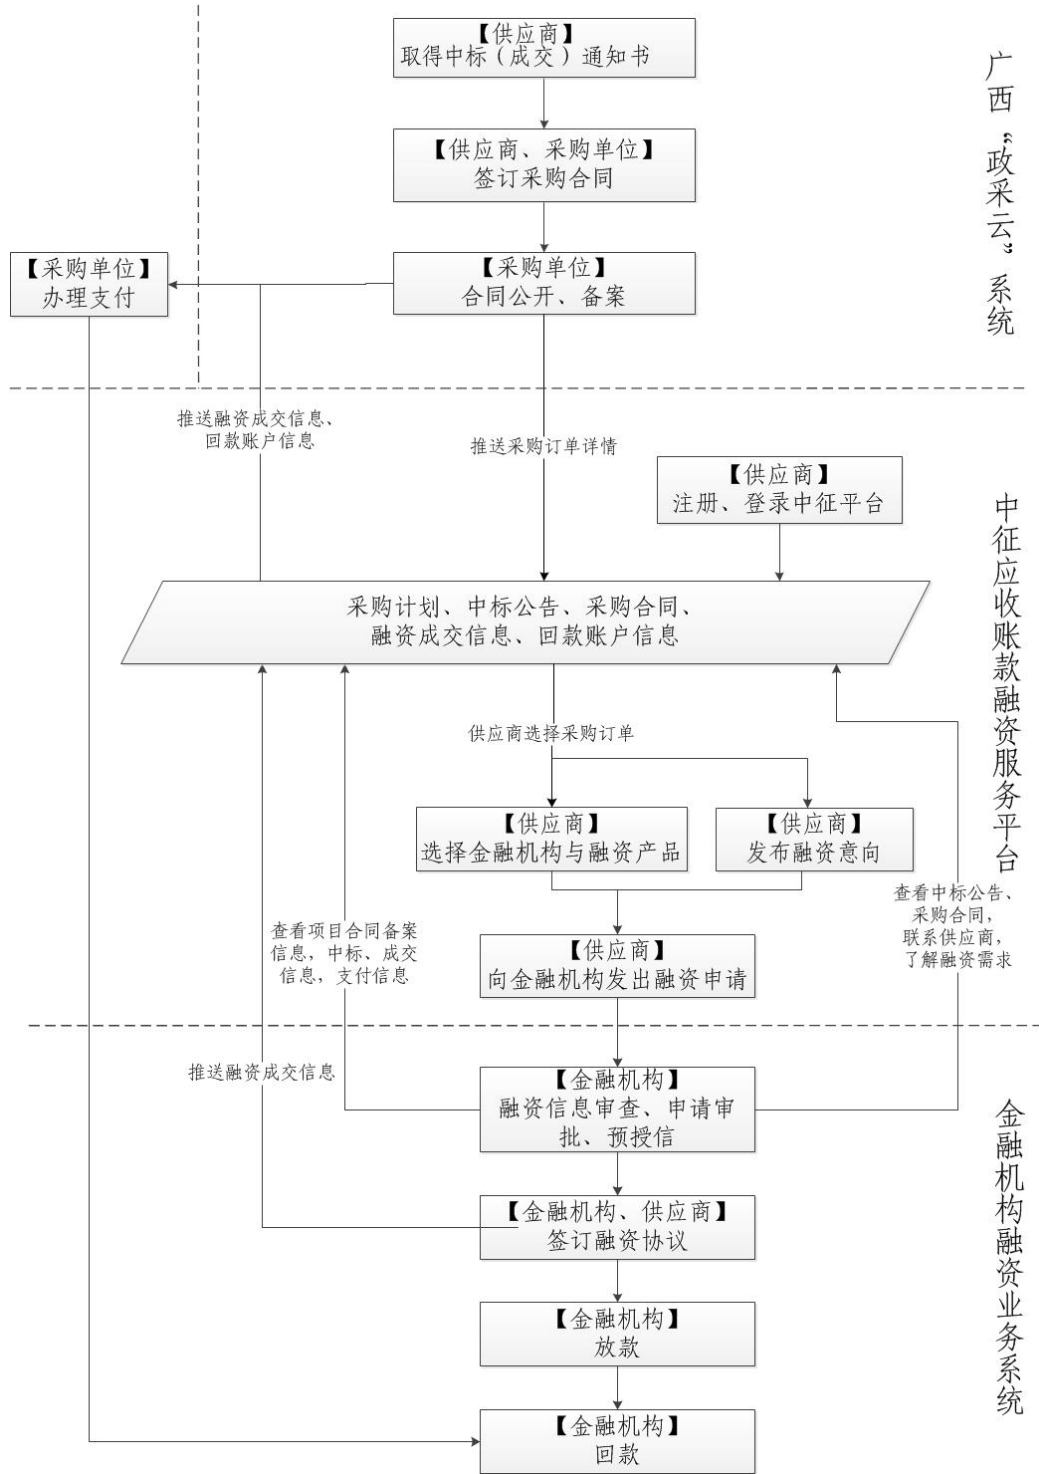 【供应商】
取得中标（成交）通知书
【供应商、采购单位】
签订采购合同
【采购单位】
办理支付
【采购单位】
合同公开、备案
广西“政采云”系统
推送融资成交信息、
回款账户信息
推送采购订单详情
【供应商】
注册、登录中征平台
采购计划、中标公告、采购合同、
融资成交信息、回款账户信息
供应商选择采购订单
【供应商】
选择金融机构与融资产品
【供应商】
发布融资意向
查看中标公告、
采购合同，
联系供应商，
了解融资需求
查看项目合同备案
信息，中标、成交
信息，支付信息
【供应商】
向金融机构发出融资申请
中征应收账款融资服务平台
推送融资成交信息
【金融机构】
融资信息审查、申请审
批、预授信
【金融机构、供应商】
签订融资协议
【金融机构】
放款
【金融机构】
回款
金融机构融资业务系统